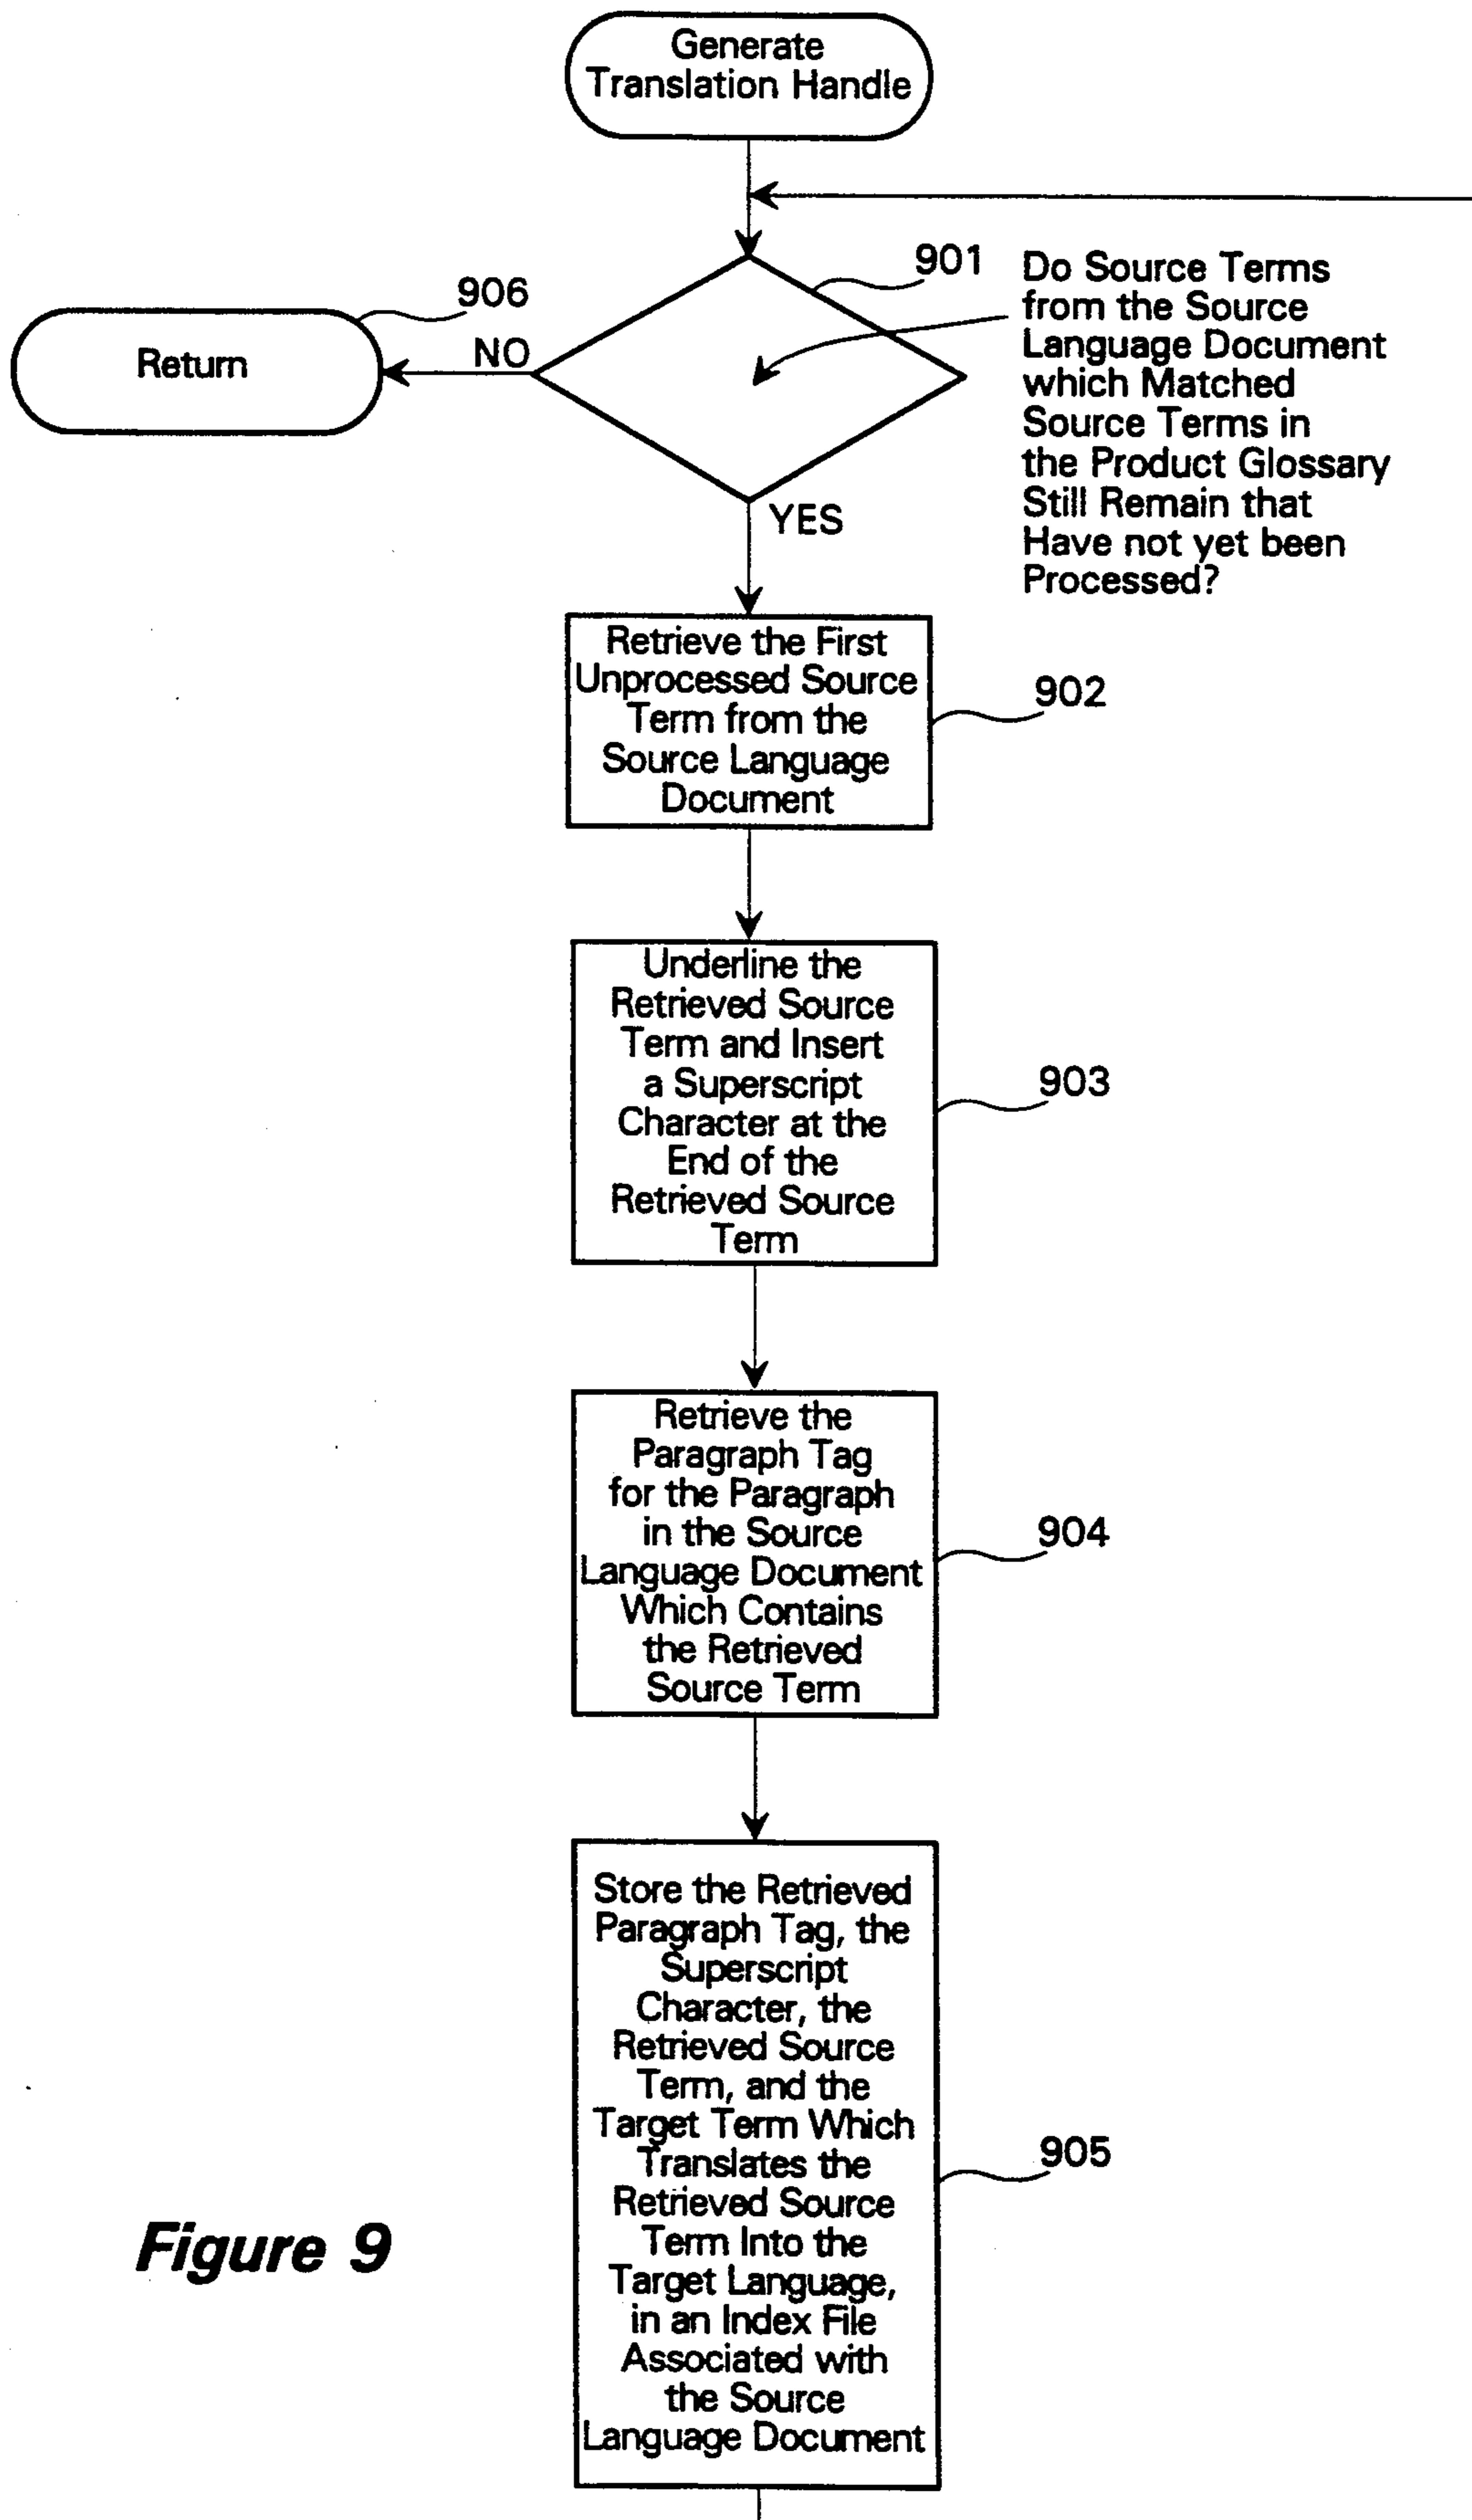 Generate
Translation Handle
901
Do Source Terms
from the Source
Language Document
which Matched
Source Terms in
the Product Glossary
Still Remain that
Have not yet been
Processed?
906
Return
NO
YES
Retrieve the First
Unprocessed Source
Term from the
Source Language
Document
902
Underline the
Retrieved Source
Term and Insert
a Superscript
Character at the
End of the
Retrieved Source
Term
903
Retrieve the
Paragraph Tag
for the Paragraph
in the Source
Language Document
Which Contains
the Retrieved
Source Term
904
Store the Retrieved
Paragraph Tag, the
Superscript
Character, the
Retrieved Source
Term, and the
Target Term Which
Translates the
Retrieved Source
Term Into the
Target Language,
in an Index File
Associated with
the Source
Language Document
905
Figure 9